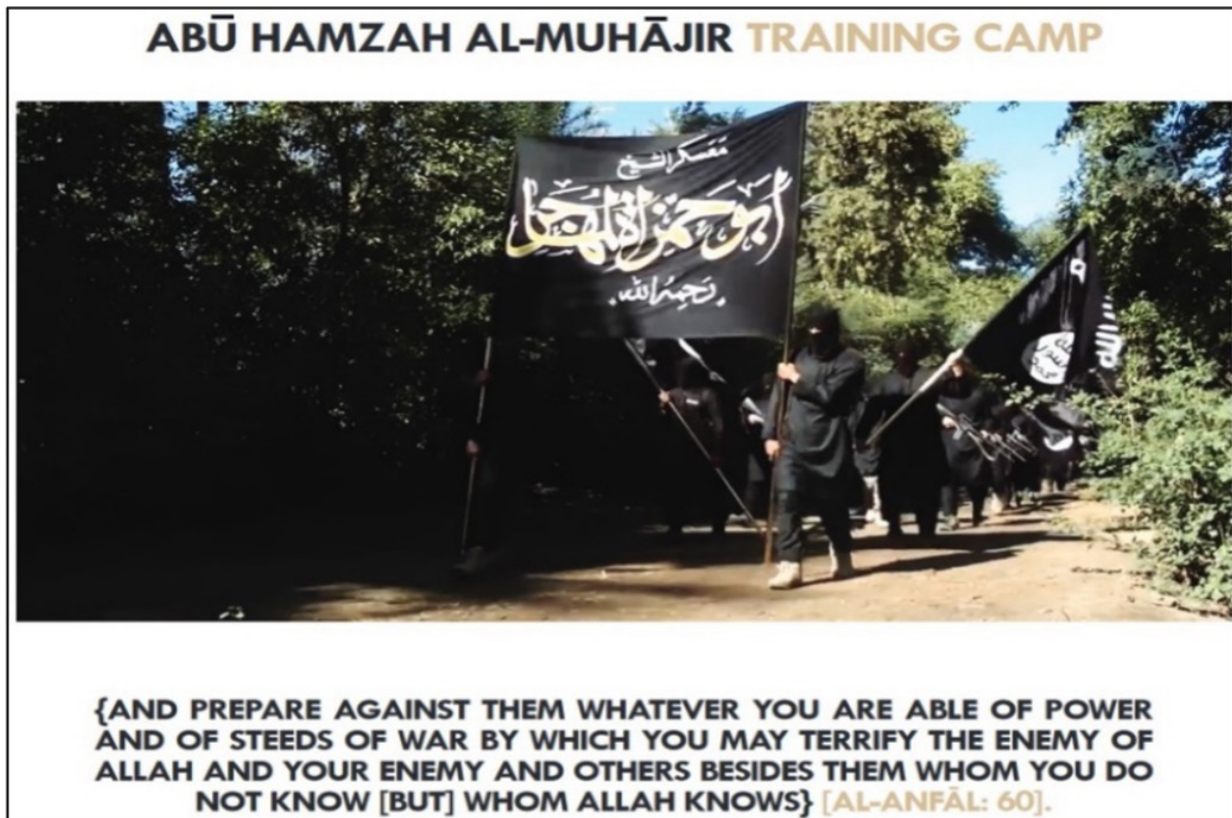 ABŪ HAMZAH AL-MUHĀJIR TRAINING CAMP
معسكر الشيخ
أبو حمزة المهاجر
رحمه الله
{AND PREPARE AGAINST THEM WHATEVER YOU ARE ABLE OF POWER
AND OF STEEDS OF WAR BY WHICH YOU MAY TERRIFY THE ENEMY OF
ALLAH AND YOUR ENEMY AND OTHERS BESIDES THEM WHOM YOU DO
NOT KNOW [BUT] WHOM ALLAH KNOWS} [AL-ANFĀL: 60].